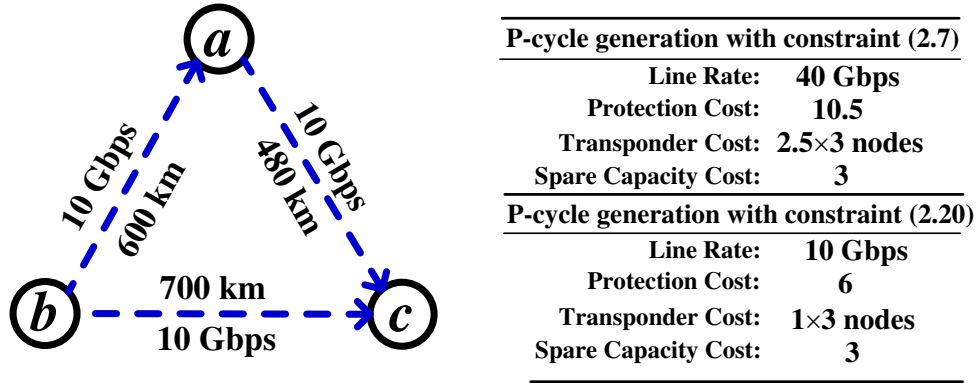 a
10 Gbps
600 km
10 Gbps
480 km
b
700 km
10 Gbps
c
P-cycle generation with constraint (2.7)
Line Rate: 40 Gbps
Protection Cost: 10.5
Transponder Cost: 2.5×3 nodes
Spare Capacity Cost: 3
P-cycle generation with constraint (2.20)
Line Rate: 10 Gbps
Protection Cost: 6
Transponder Cost: 1×3 nodes
Spare Capacity Cost: 3